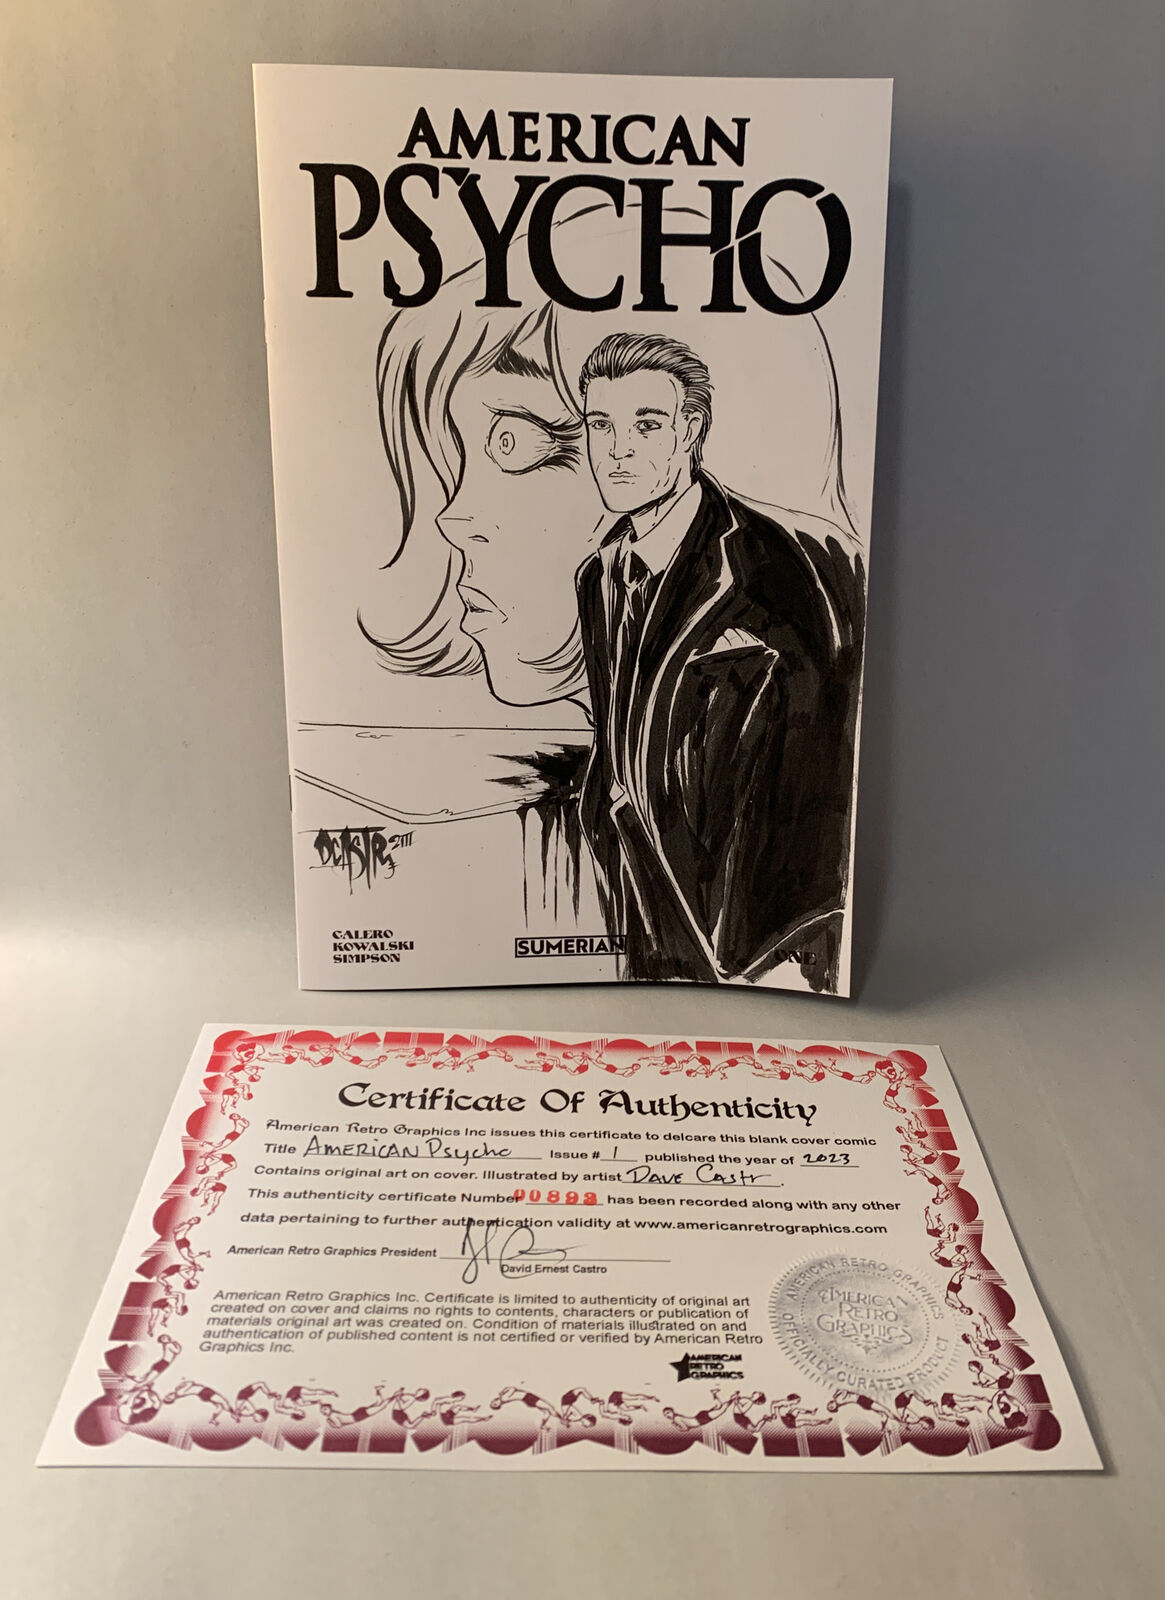 AMERICAN
PSYCHO
DCASTR
GALERO
KOWALSKI
SIMPSON
SUMERIAN
ONE
Certificate Of Authenticity
American Retro Graphics Inc issues this certificate to delcare this blank cover comic
Title AMERICAN Psycho Issue # 1 published the year of 2023
Contains original art on cover. Illustrated by artist Dave Castr.
This authenticity certificate Number 00893 has been recorded along with any other
data pertaining to further authentication validity at www.americanretrographics.com
American Retro Graphics President
David Ernest Castro
American Retro Graphics Inc. Certificate is limited to authenticity of original art
created on cover and claims no rights to contents, characters or publication of
materials original art was created on. Condition of materials illustrated on and
authentication of published content is not certified or verified by American Retro
Graphics Inc.
AMERICAN
RETRO
GRAPHICS
AMERICAN RETRO GRAPHICS
AMERICAN
RETRO
GRAPHICS
OFFICIALLY CURATED PRODUCT